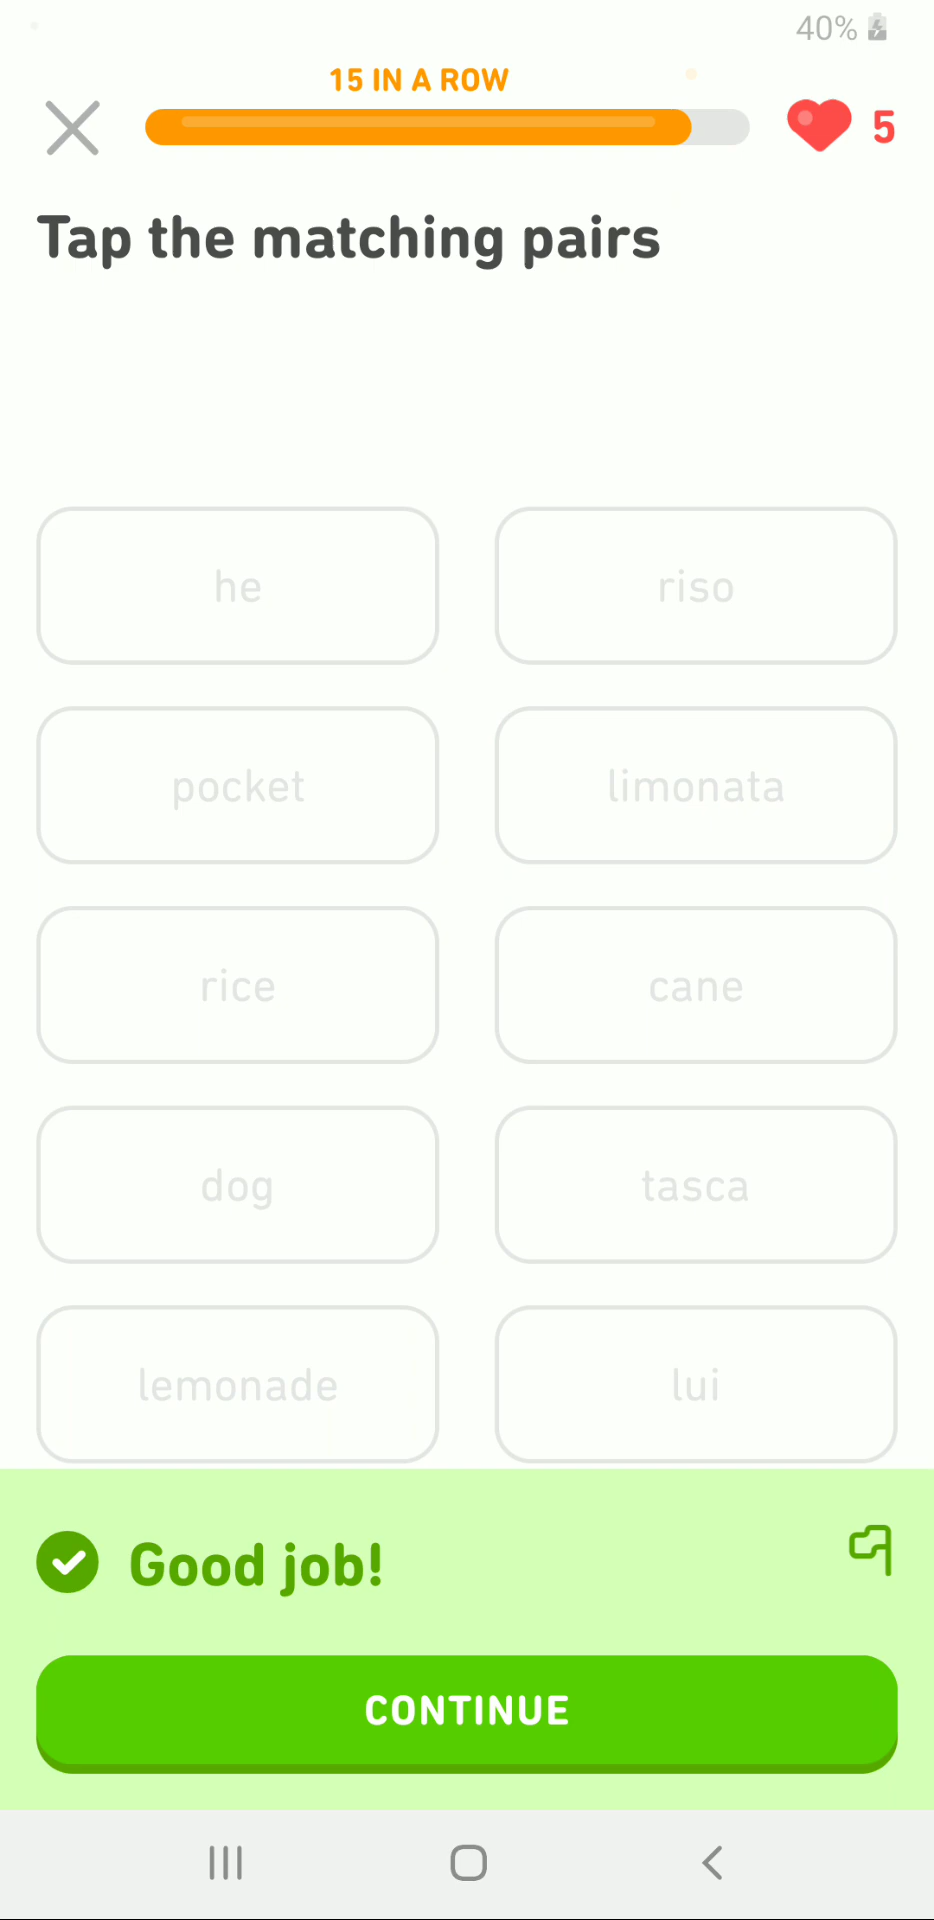 40%
15 IN A ROW
5
Tap the matching pairs
he
riso
pocket
limonata
rice
cane
dog
tasca
lemonade
lui
Good job!
CONTINUE